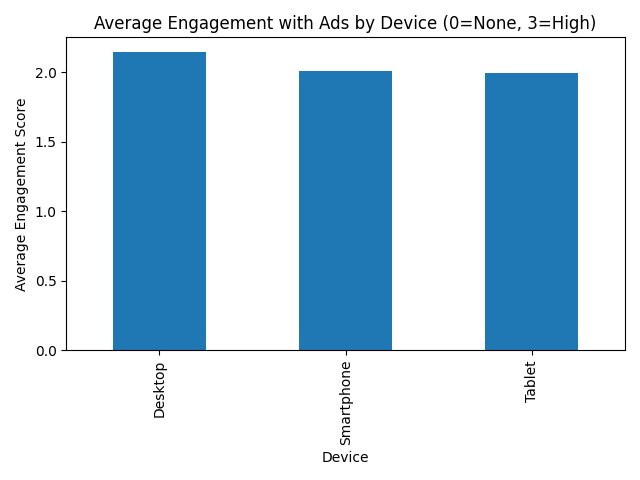 Average Engagement with Ads by Device (0=None, 3=High)
2.0
1.5
1.0
0.5
0.0
Average Engagement Score
Desktop
Smartphone
Tablet
Device